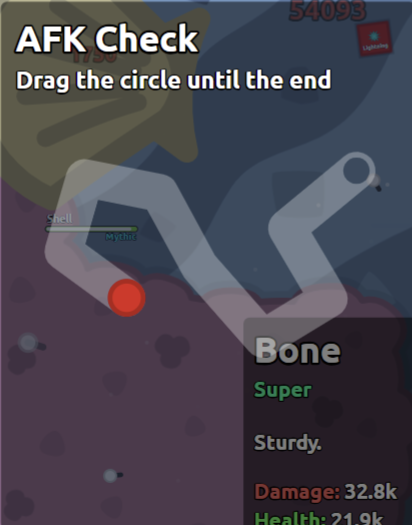 54093
AFK Check
Lightning
1750
Drag the circle until the end
Shell
Mythic
Bone
Super
Sturdy.
Damage: 32.8k
Health: 21.9k